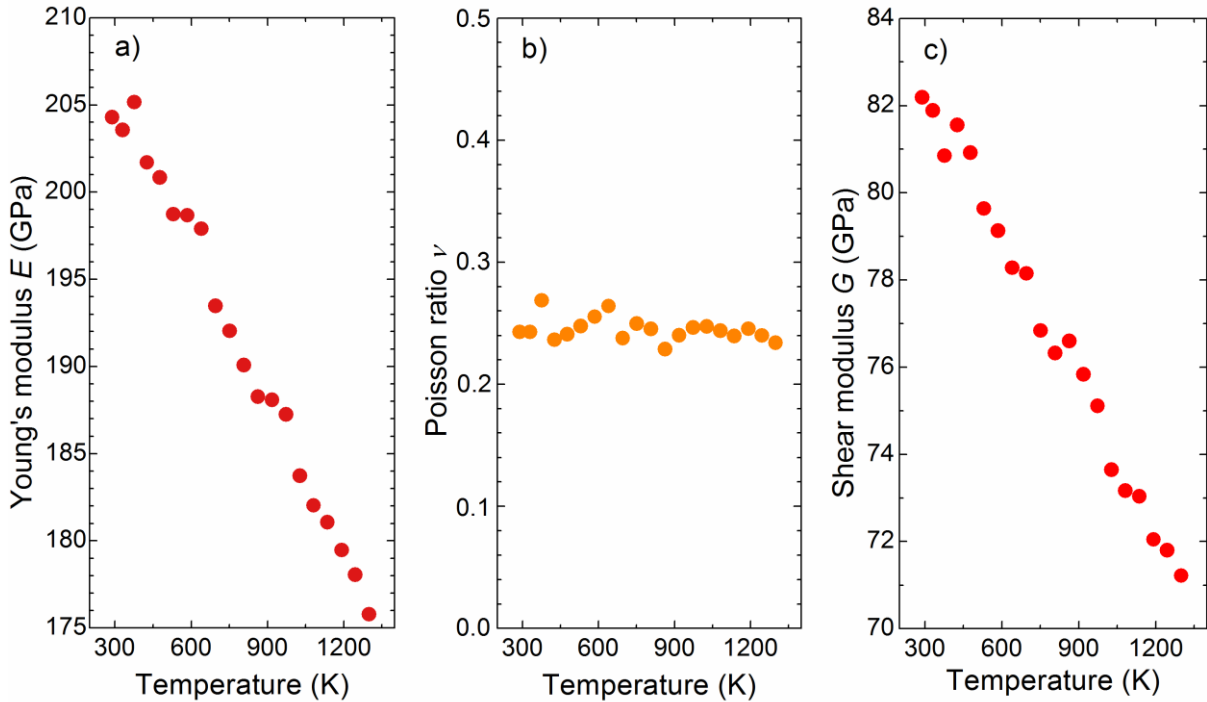 a)
210
205
200
195
190
185
180
175
Young's modulus E (GPa)
300 600 900 1200
Temperature (K)
b)
0.5
0.4
0.3
0.2
0.1
0.0
Poisson ratio ν
300 600 900 1200
Temperature (K)
c)
84
82
80
78
76
74
72
70
Shear modulus G (GPa)
300 600 900 1200
Temperature (K)